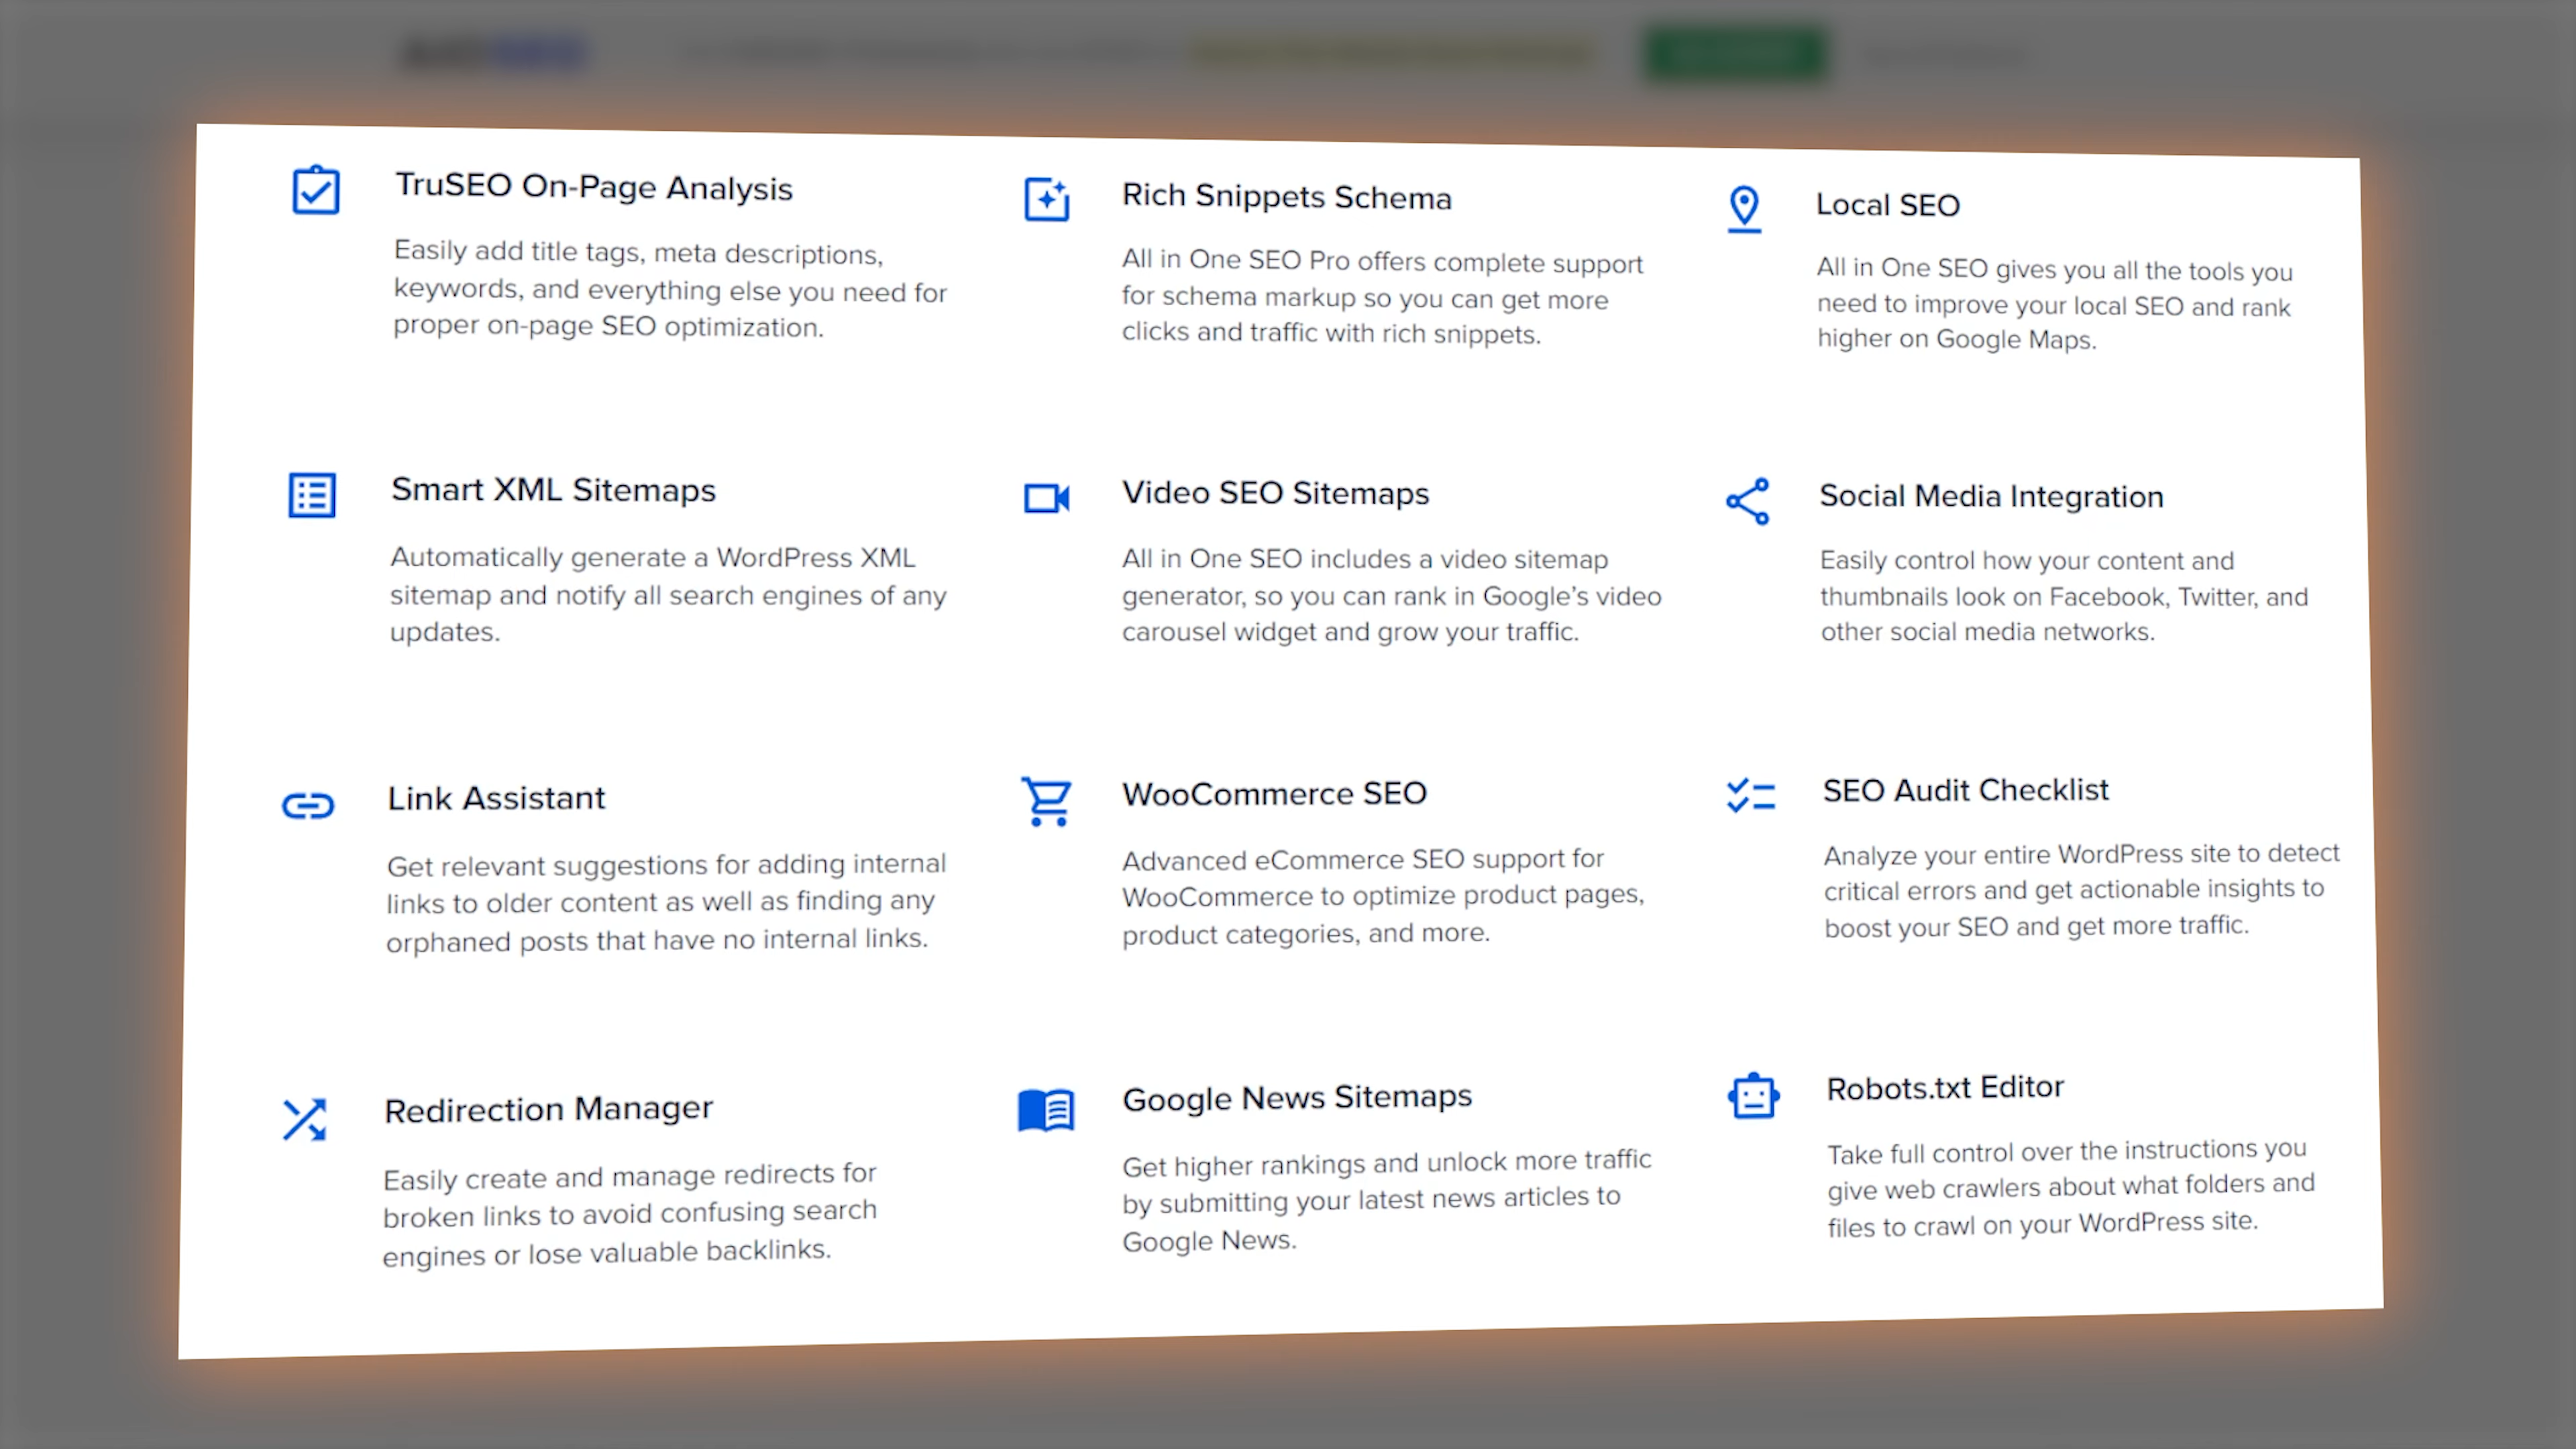 TruSEO On-Page Analysis
Easily add title tags, meta descriptions,
keywords, and everything else you need for
proper on-page SEO optimization.
Rich Snippets Schema
All in One SEO Pro offers complete support
for schema markup so you can get more
clicks and traffic with rich snippets.
Local SEO
All in One SEO gives you all the tools you
need to improve your local SEO and rank
higher on Google Maps.
Smart XML Sitemaps
Automatically generate a WordPress XML
sitemap and notify all search engines of any
updates.
Video SEO Sitemaps
All in One SEO includes a video sitemap
generator, so you can rank in Google's video
carousel widget and grow your traffic.
Social Media Integration
Easily control how your content and
thumbnails look on Facebook, Twitter, and
other social media networks.
Link Assistant
Get relevant suggestions for adding internal
links to older content as well as finding any
orphaned posts that have no internal links.
WooCommerce SEO
Advanced eCommerce SEO support for
WooCommerce to optimize product pages,
product categories, and more.
SEO Audit Checklist
Analyze your entire WordPress site to detect
critical errors and get actionable insights to
boost your SEO and get more traffic.
Redirection Manager
Easily create and manage redirects for
broken links to avoid confusing search
engines or lose valuable backlinks.
Google News Sitemaps
Get higher rankings and unlock more traffic
by submitting your latest news articles to
Google News.
Robots.txt Editor
Take full control over the instructions you
give web crawlers about what folders and
files to crawl on your WordPress site.